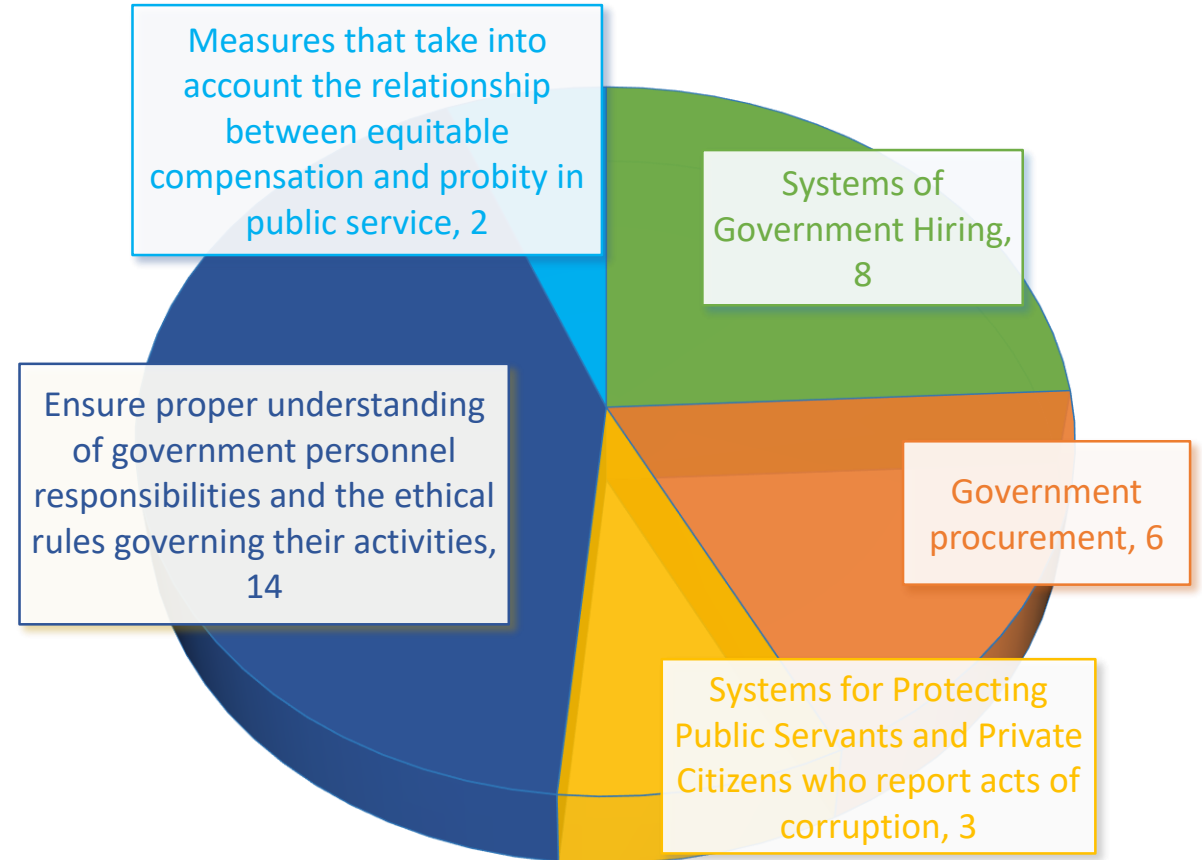 Measures that take into
account the relationship
between equitable
compensation and probity in
public service, 2
Systems of
Government Hiring,
8
Ensure proper understanding
of government personnel
responsibilities and the ethical
rules governing their activities,
14
Government
procurement, 6
Systems for Protecting
Public Servants and Private
Citizens who report acts of
corruption, 3